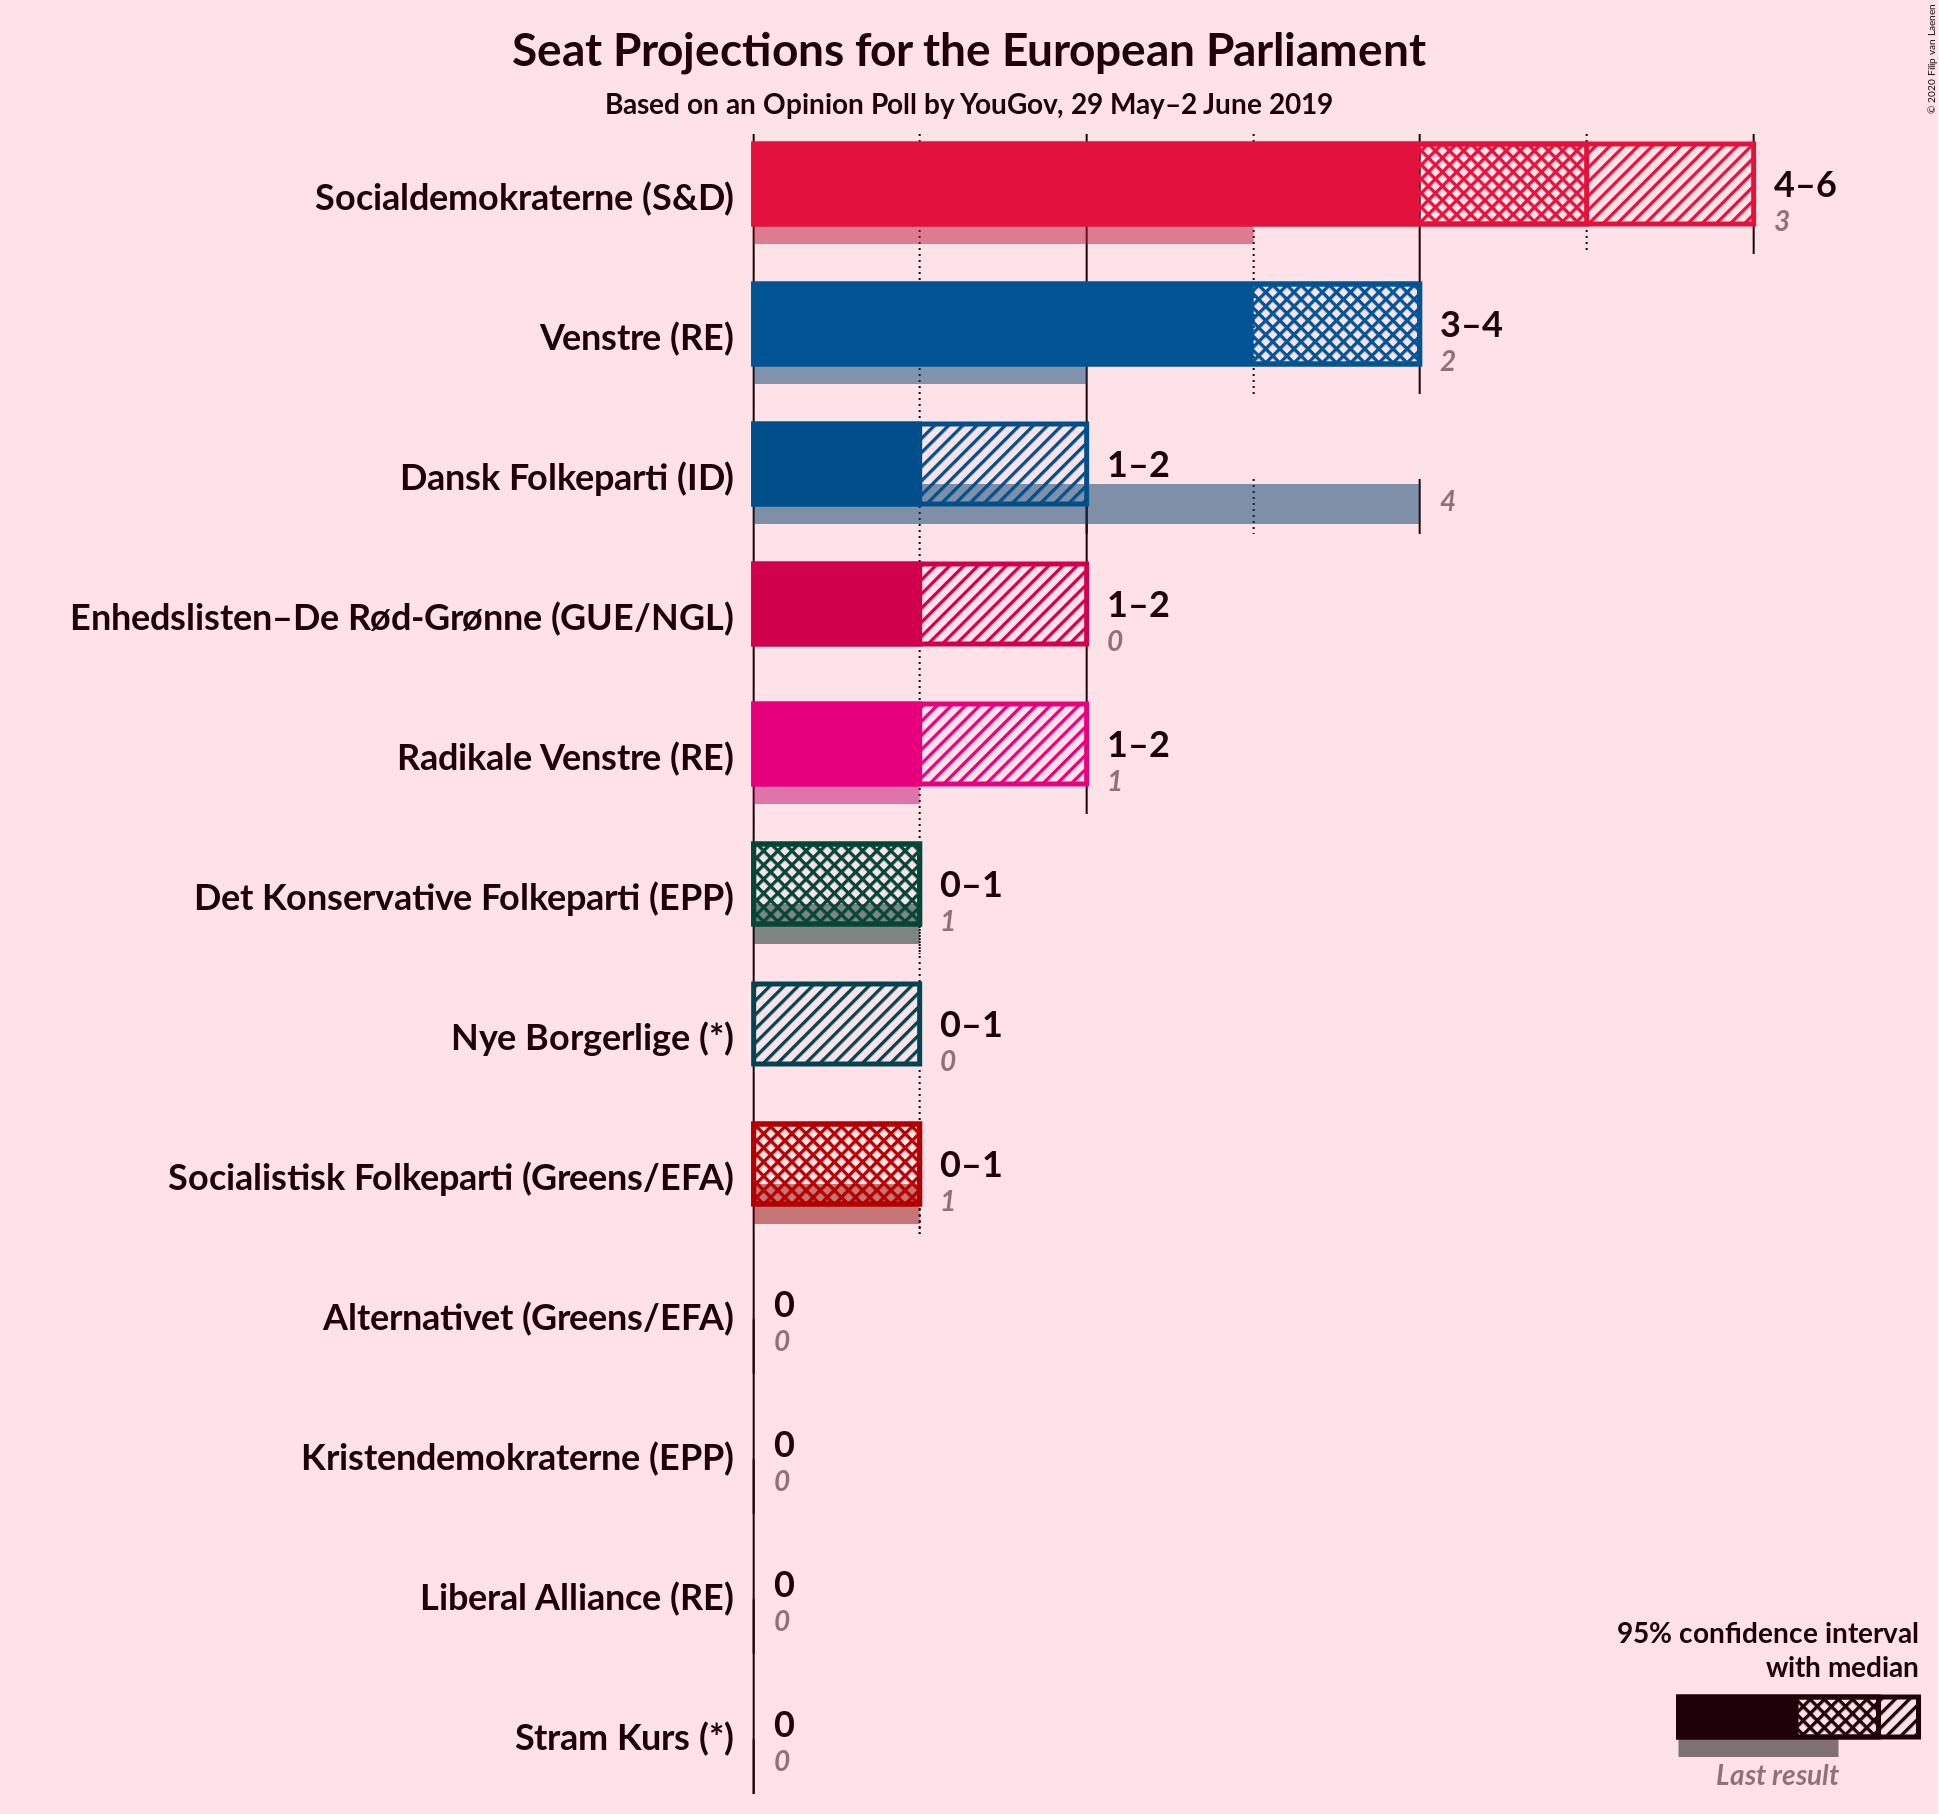 Seat Projections for the European Parliament
Based on an Opinion Poll by YouGov, 29 May–2 June 2019
© 2020 Filip van Laenen
Socialdemokraterne (S&D)
4–6
3
Venstre (RE)
3–4
2
Dansk Folkeparti (ID)
1–2
4
Enhedslisten–De Rød-Grønne (GUE/NGL)
1–2
0
Radikale Venstre (RE)
1–2
1
Det Konservative Folkeparti (EPP)
0–1
1
Nye Borgerlige (*)
0–1
0
Socialistisk Folkeparti (Greens/EFA)
0–1
1
Alternativet (Greens/EFA)
0
0
Kristendemokraterne (EPP)
0
0
Liberal Alliance (RE)
0
0
Stram Kurs (*)
0
0
95% confidence interval
with median
Last result